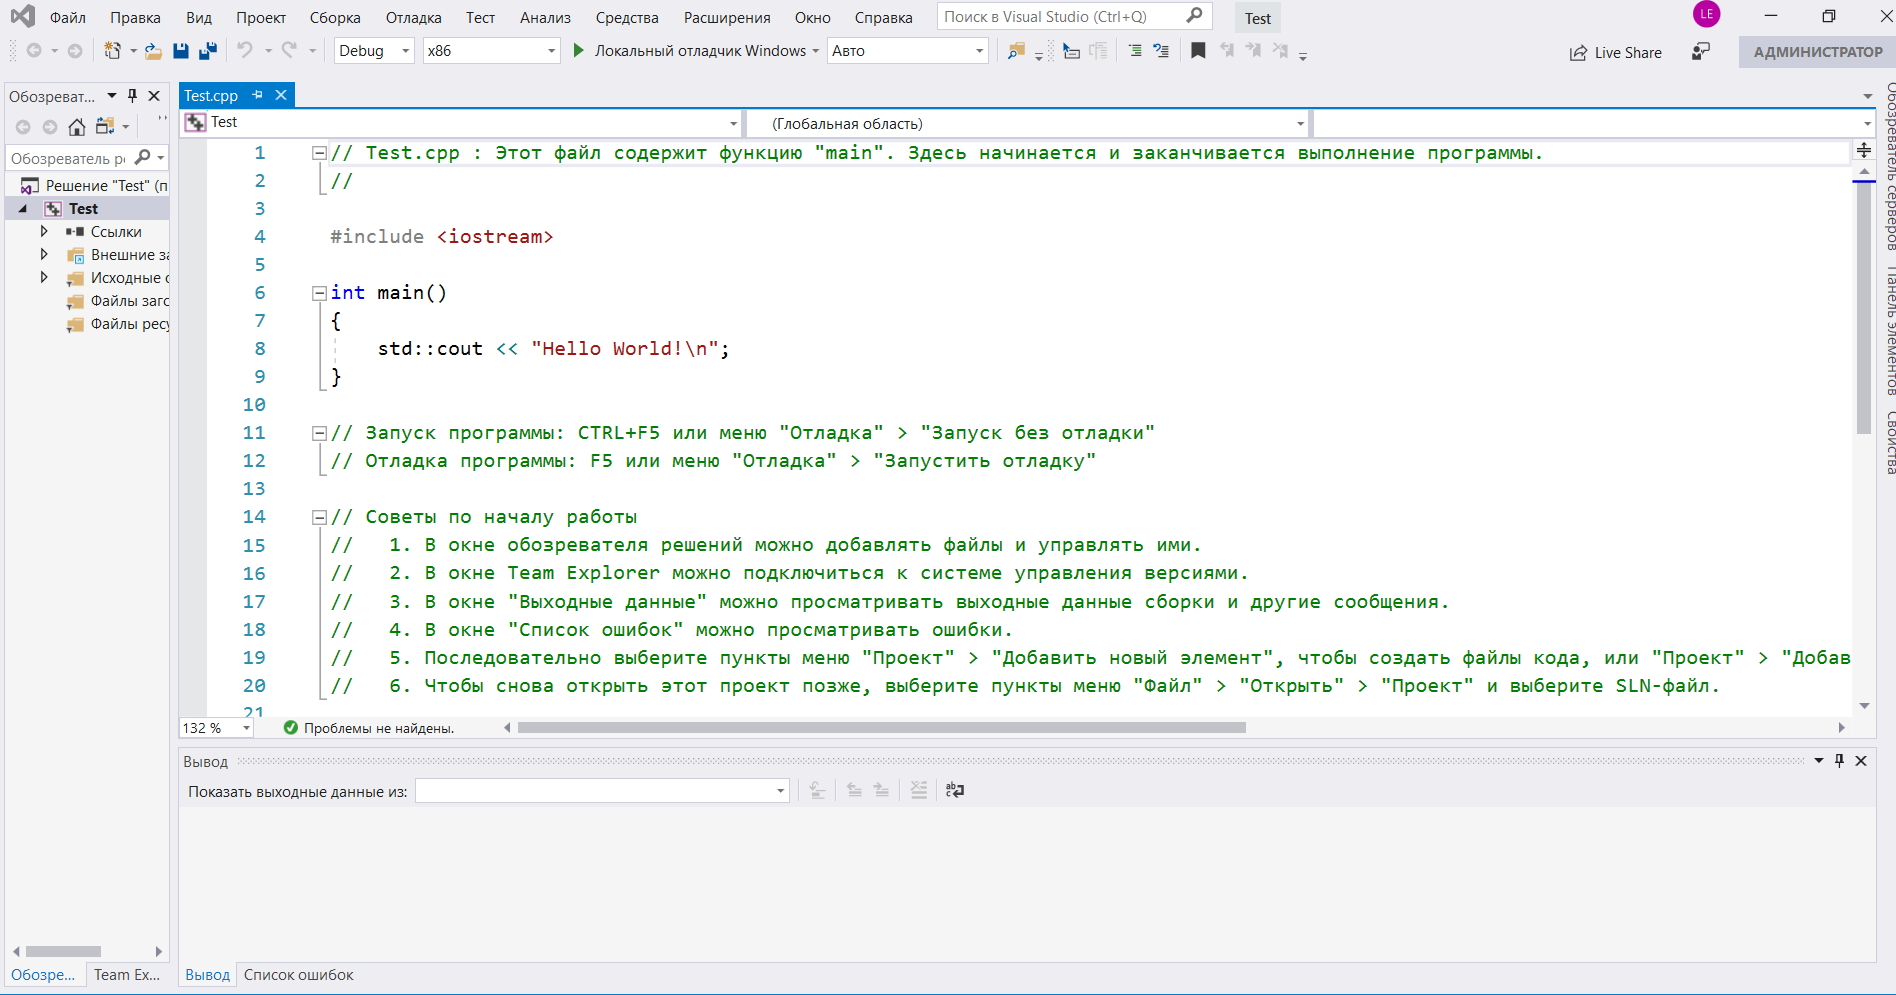 Файл Правка Вид Проект Сборка Отладка Тест Анализ Средства Расширения Окно Справка Поиск в Visual Studio (Ctrl+Q) Test LE
Debug x86 Локальный отладчик Windows Авто Live Share АДМИНИСТРАТОР
Обозреват... Test.cpp
Test (Глобальная область)
Обозреватель
Решение "Test" (п
Test
Ссылки
Внешние за
Исходные
Файлы заго
Файлы ресу
1 // Test.cpp : Этот файл содержит функцию "main". Здесь начинается и заканчивается выполнение программы.
2 //
3
4 #include <iostream>
5
6 int main()
7 {
8 std::cout << "Hello World!\n";
9 }
10
11 // Запуск программы: CTRL+F5 или меню "Отладка" > "Запуск без отладки"
12 // Отладка программы: F5 или меню "Отладка" > "Запустить отладку"
13
14 // Советы по началу работы
15 // 1. В окне обозревателя решений можно добавлять файлы и управлять ими.
16 // 2. В окне Team Explorer можно подключиться к системе управления версиями.
17 // 3. В окне "Выходные данные" можно просматривать выходные данные сборки и другие сообщения.
18 // 4. В окне "Список ошибок" можно просматривать ошибки.
19 // 5. Последовательно выберите пункты меню "Проект" > "Добавить новый элемент", чтобы создать файлы кода, или "Проект" > "Добав
20 // 6. Чтобы снова открыть этот проект позже, выберите пункты меню "Файл" > "Открыть" > "Проект" и выберите SLN-файл.
21
132 % Проблемы не найдены.
Вывод
Показать выходные данные из:
Обозре... Team Ex... Вывод Список ошибок
Обозреватель серверов
Панель элементов
Свойства